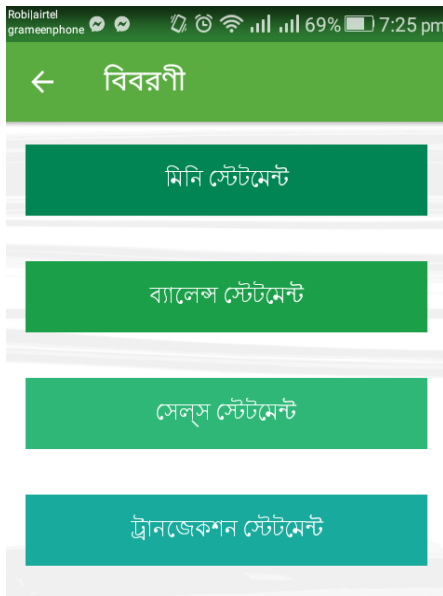 Robi|airtel
grameenphone 69% 7:25 pm
বিবরণী
মিনি স্টেটমেন্ট
ব্যালেন্স স্টেটমেন্ট
সেল্‌স স্টেটমেন্ট
ট্রানজেকশন স্টেটমেন্ট